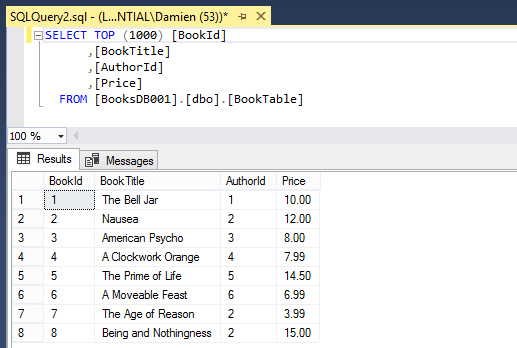 SQLQuery2.sql - (L...NTIAL\Damien (53))*
SELECT TOP (1000) [BookId]
,[BookTitle]
,[AuthorId]
,[Price]
FROM [BooksDB001].[dbo].[BookTable]
100 %
Results Messages
BookId BookTitle AuthorId Price
1 1 The Bell Jar 1 10.00
2 2 Nausea 2 12.00
3 3 American Psycho 3 8.00
4 4 A Clockwork Orange 4 7.99
5 5 The Prime of Life 5 14.50
6 6 A Moveable Feast 6 6.99
7 7 The Age of Reason 2 3.99
8 8 Being and Nothingness 2 15.00